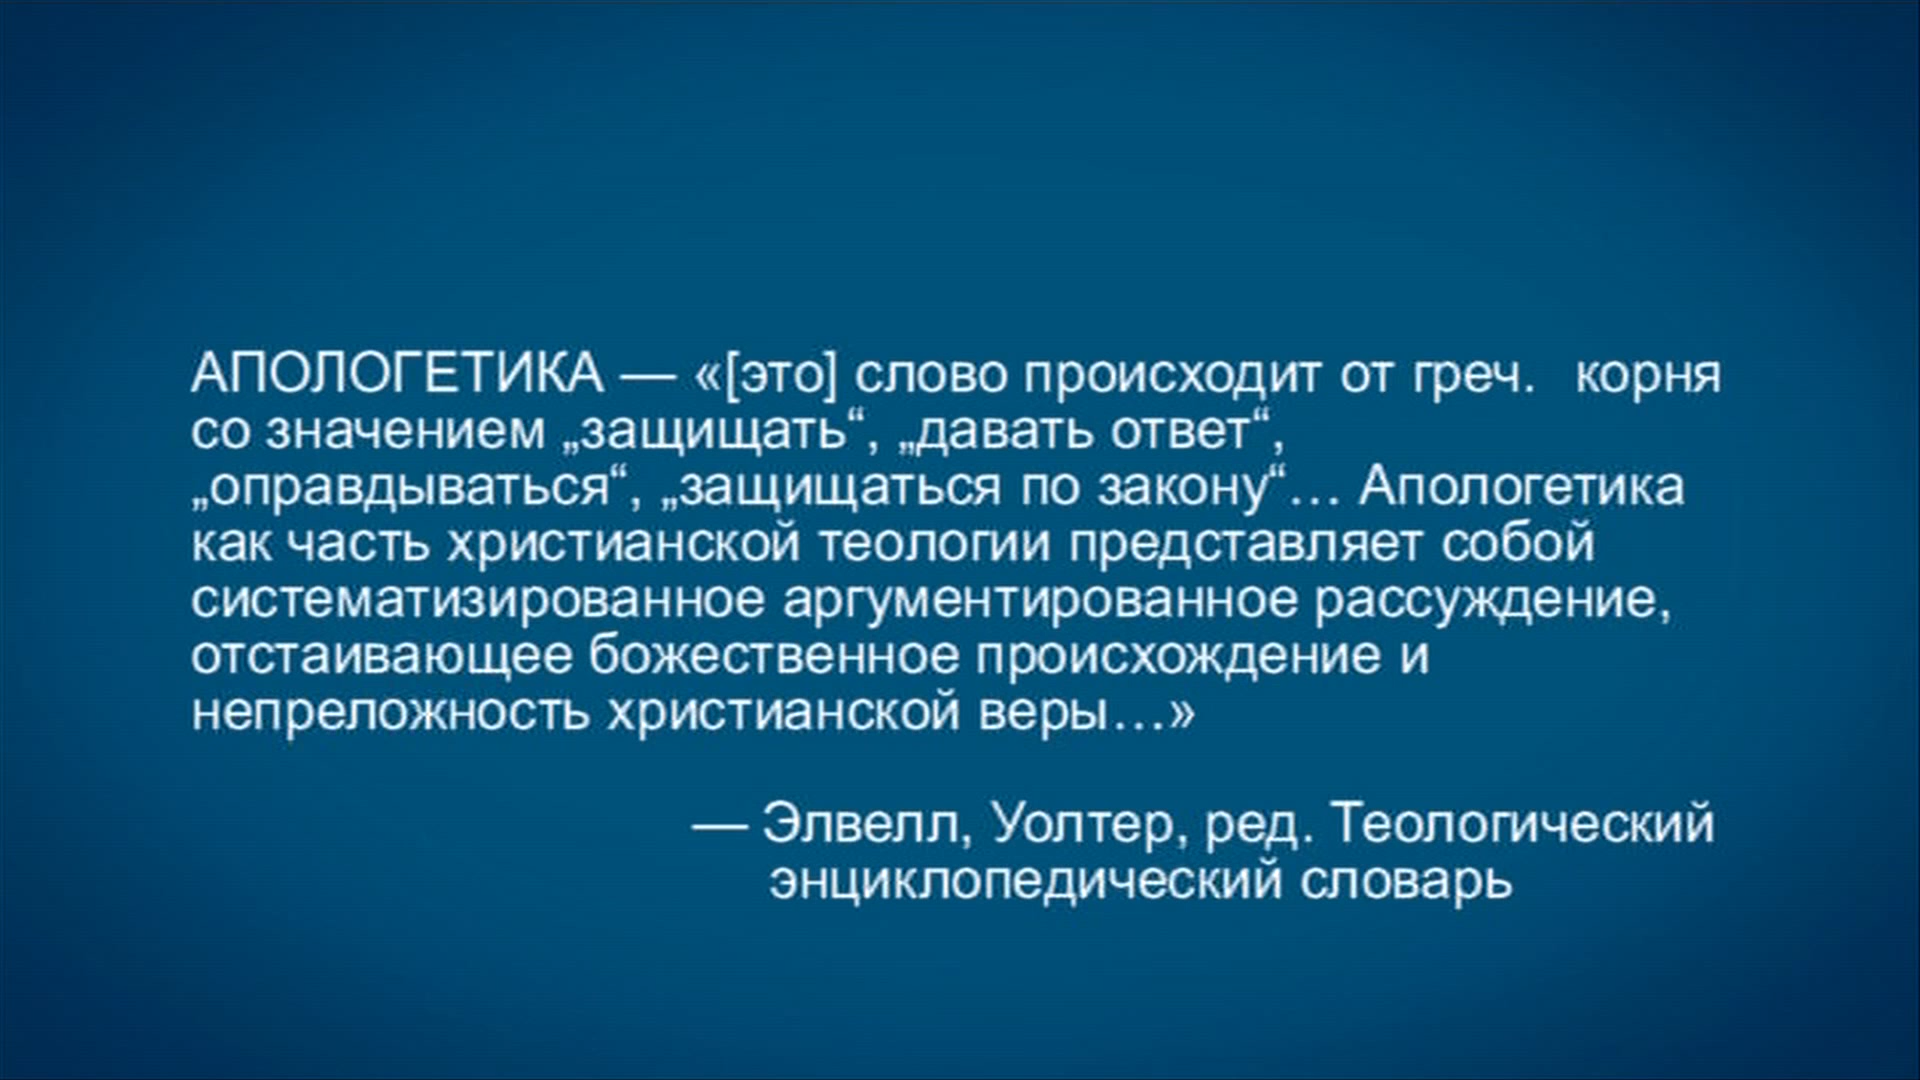 АПОЛОГЕТИКА — «[это] слово происходит от греч. корня
со значением „защищать“, „давать ответ“,
„оправдываться“, „защищаться по закону“… Апологетика
как часть христианской теологии представляет собой
систематизированное аргументированное рассуждение,
отстаивающее божественное происхождение и
непреложность христианской веры…»
— Элвелл, Уолтер, ред. Теологический
энциклопедический словарь